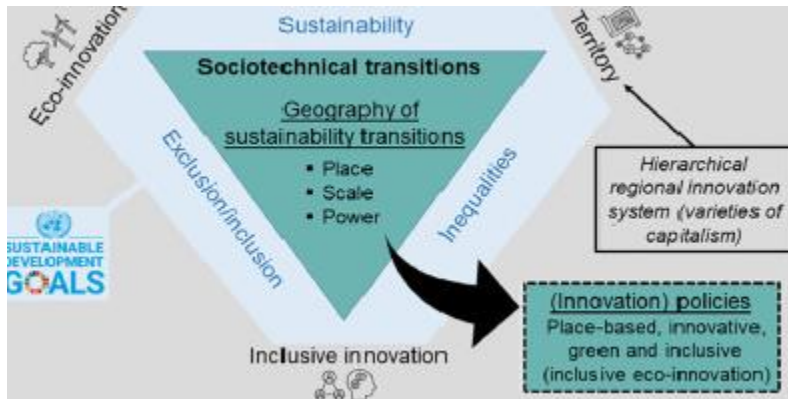 Sustainability
Eco-innovation
Territory
Sociotechnical transitions
Geography of
sustainability transitions
▪ Place
▪ Scale
▪ Power
Exclusion/inclusion
Inequalities
Hierarchical
regional innovation
system (varieties of
capitalism)
SUSTAINABLE
DEVELOPMENT
GOALS
(Innovation) policies
Place-based, innovative,
green and inclusive
(inclusive eco-innovation)
Inclusive innovation